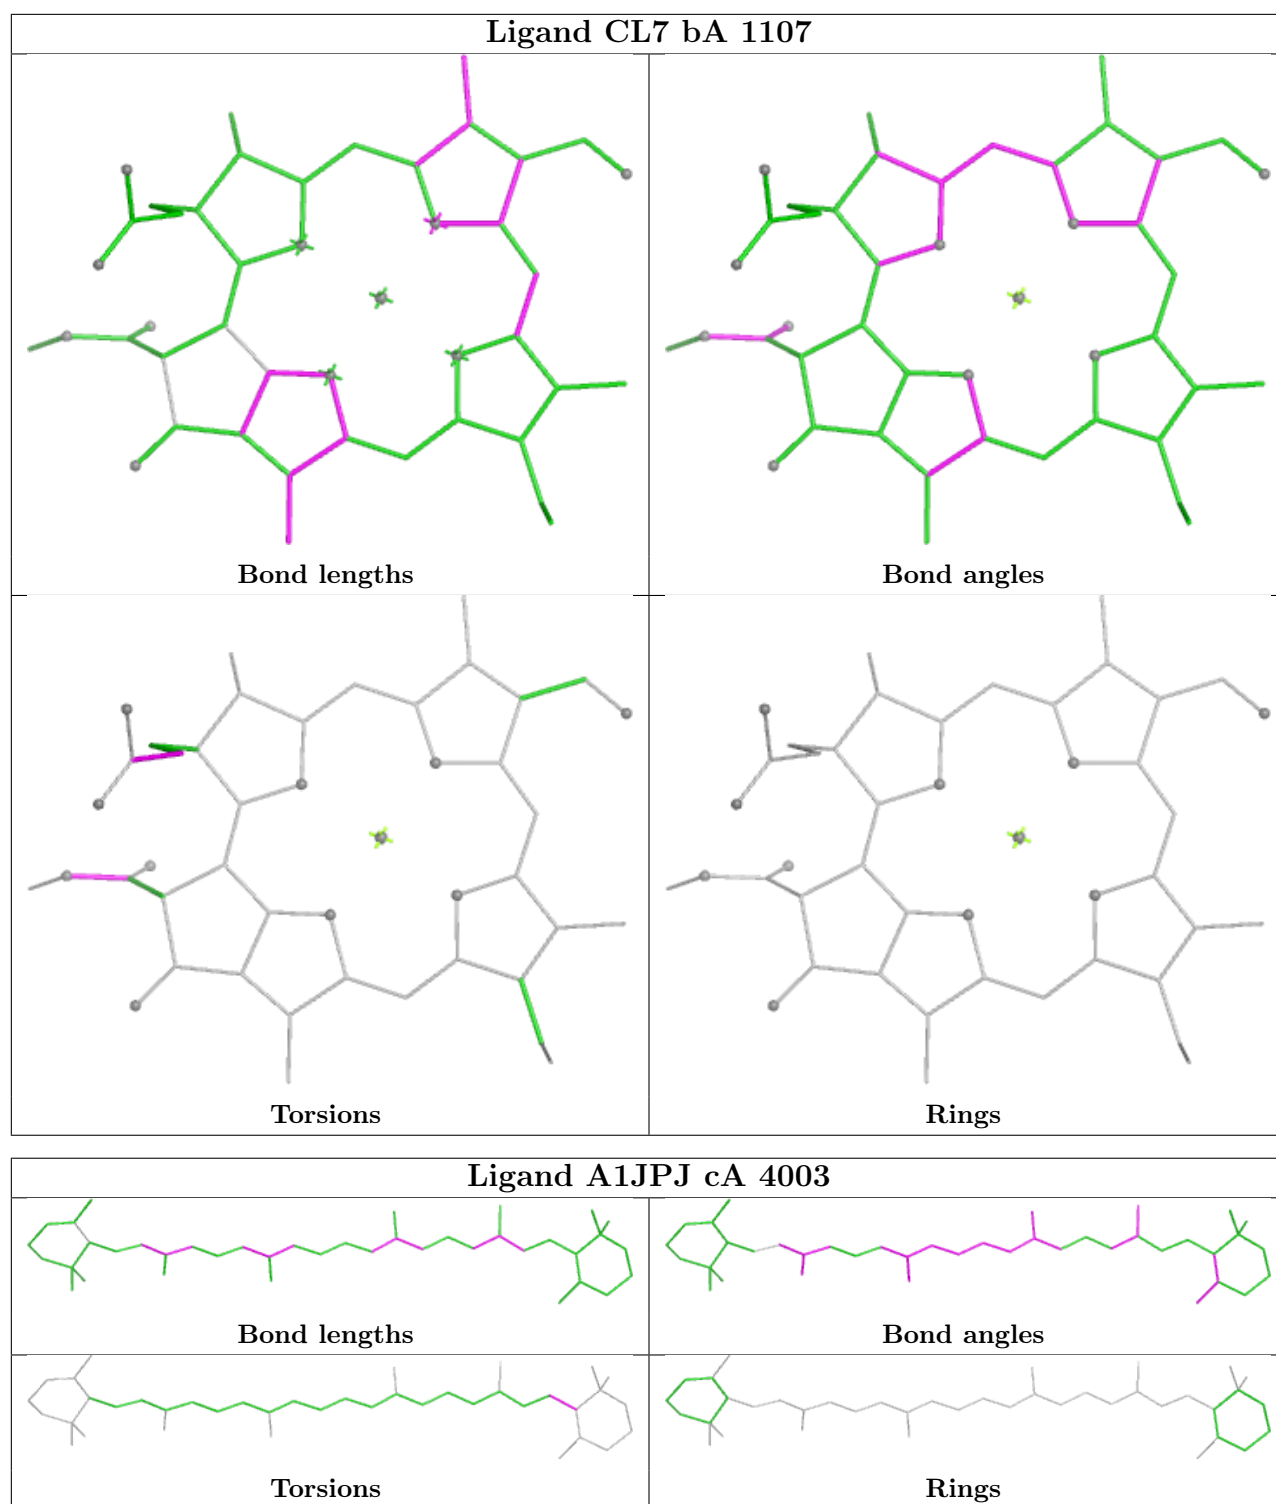 Ligand CL7 bA 1107
Bond lengths
Bond angles
Torsions
Rings
Ligand A1JPJ cA 4003
Bond lengths
Bond angles
Torsions
Rings